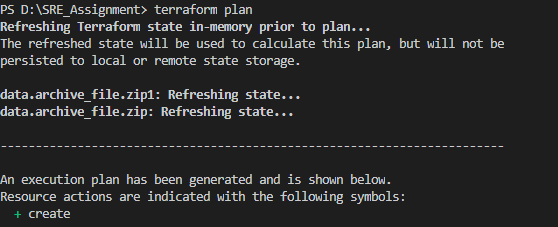 PS D:\SRE_Assignment> terraform plan
Refreshing Terraform state in-memory prior to plan...
The refreshed state will be used to calculate this plan, but will not be
persisted to local or remote state storage.
data.archive_file.zip1: Refreshing state...
data.archive_file.zip: Refreshing state...
------------------------------------------------------------------------
An execution plan has been generated and is shown below.
Resource actions are indicated with the following symbols:
+ create